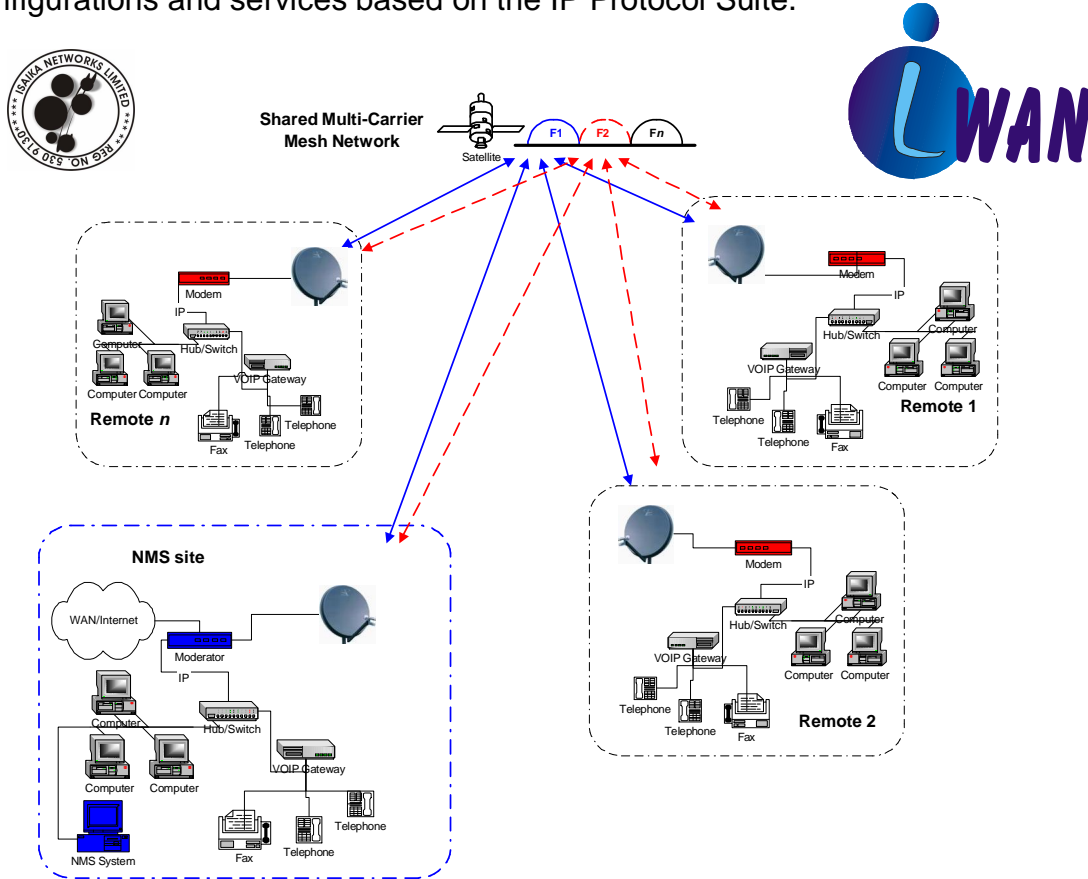 figurations and services based on the IP Protocol Suite.
*** ISAIKA NETWORKS LIMITED ***
REG NO. 530 9130
iWAN
Shared Multi-Carrier
Mesh Network
Satellite
F1
F2
Fn
Modem
IP
Computer
Hub/Switch
Computer
Computer
VOIP Gateway
Remote n
Telephone
Telephone
Fax
Modem
IP
Computer
Hub/Switch
VOIP Gateway
Computer
Computer
Remote 1
Telephone
Telephone
Fax
NMS site
WAN/Internet
Moderator
IP
Computer
Hub/Switch
VOIP Gateway
Computer
Computer
Telephone
Telephone
Fax
NMS System
Modem
IP
Computer
Hub/Switch
VOIP Gateway
Computer
Computer
Telephone
Telephone
Fax
Remote 2